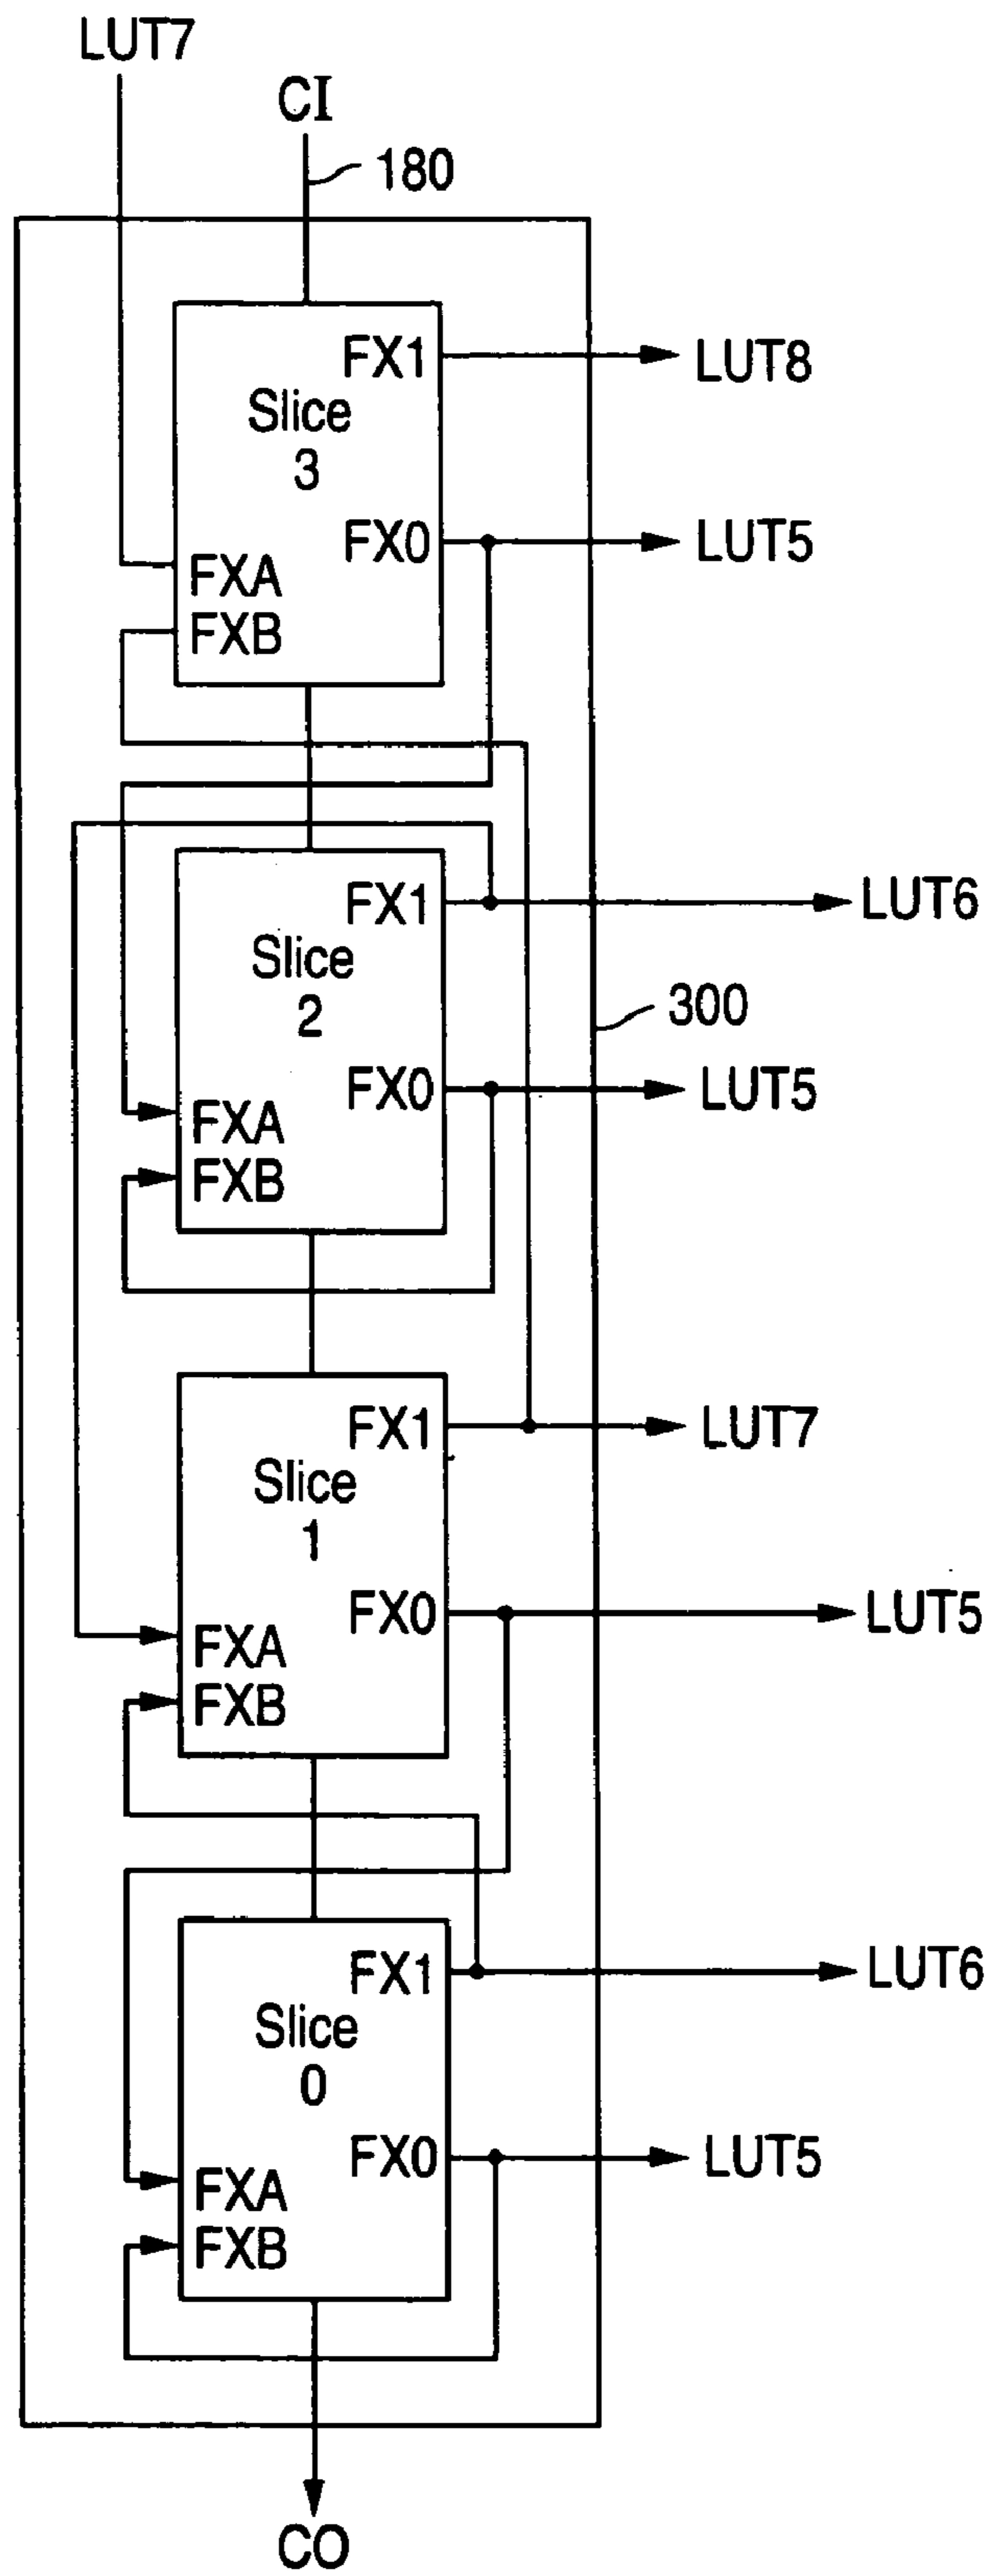 LUT7
CI
180
FX1
LUT8
Slice
3
FX0
LUT5
FXA
FXB
FX1
LUT6
Slice
2
300
FX0
LUT5
FXA
FXB
FX1
LUT7
Slice
1
FX0
LUT5
FXA
FXB
FX1
LUT6
Slice
0
FX0
LUT5
FXA
FXB
CO